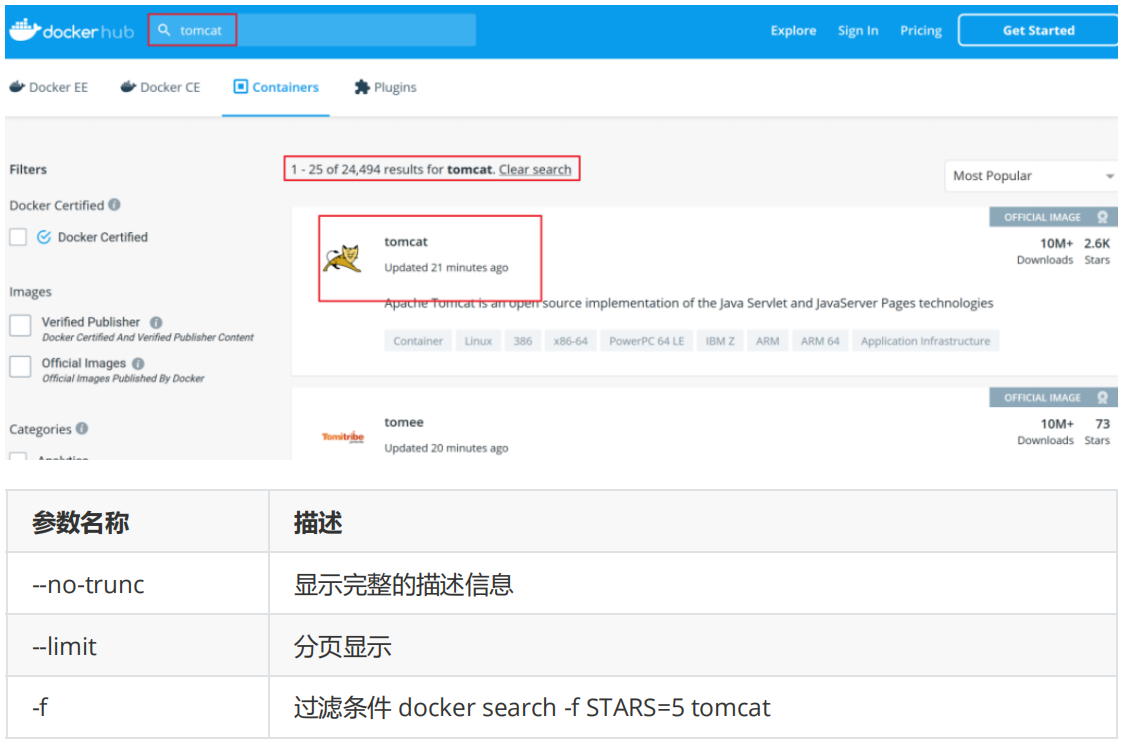 docker hub tomcat Explore Sign In Pricing Get Started
Docker EE Docker CE Containers Plugins
Filters
1 - 25 of 24,494 results for tomcat. Clear search
Most Popular
Docker Certified
Docker Certified
Images
Verified Publisher
Docker Certified And Verified Publisher Content
Official Images
Official Images Published By Docker
Categories
Analytics
OFFICIAL IMAGE
tomcat
Updated 21 minutes ago
10M+ 2.6K
Downloads Stars
Apache Tomcat is an open source implementation of the Java Servlet and JavaServer Pages technologies
Container Linux 386 x86-64 PowerPC 64 LE IBM Z ARM ARM 64 Application Infrastructure
OFFICIAL IMAGE
Tomitribe
tomee
Updated 20 minutes ago
10M+ 73
Downloads Stars
参数名称 描述
--no-trunc 显示完整的描述信息
--limit 分页显示
-f 过滤条件 docker search -f STARS=5 tomcat